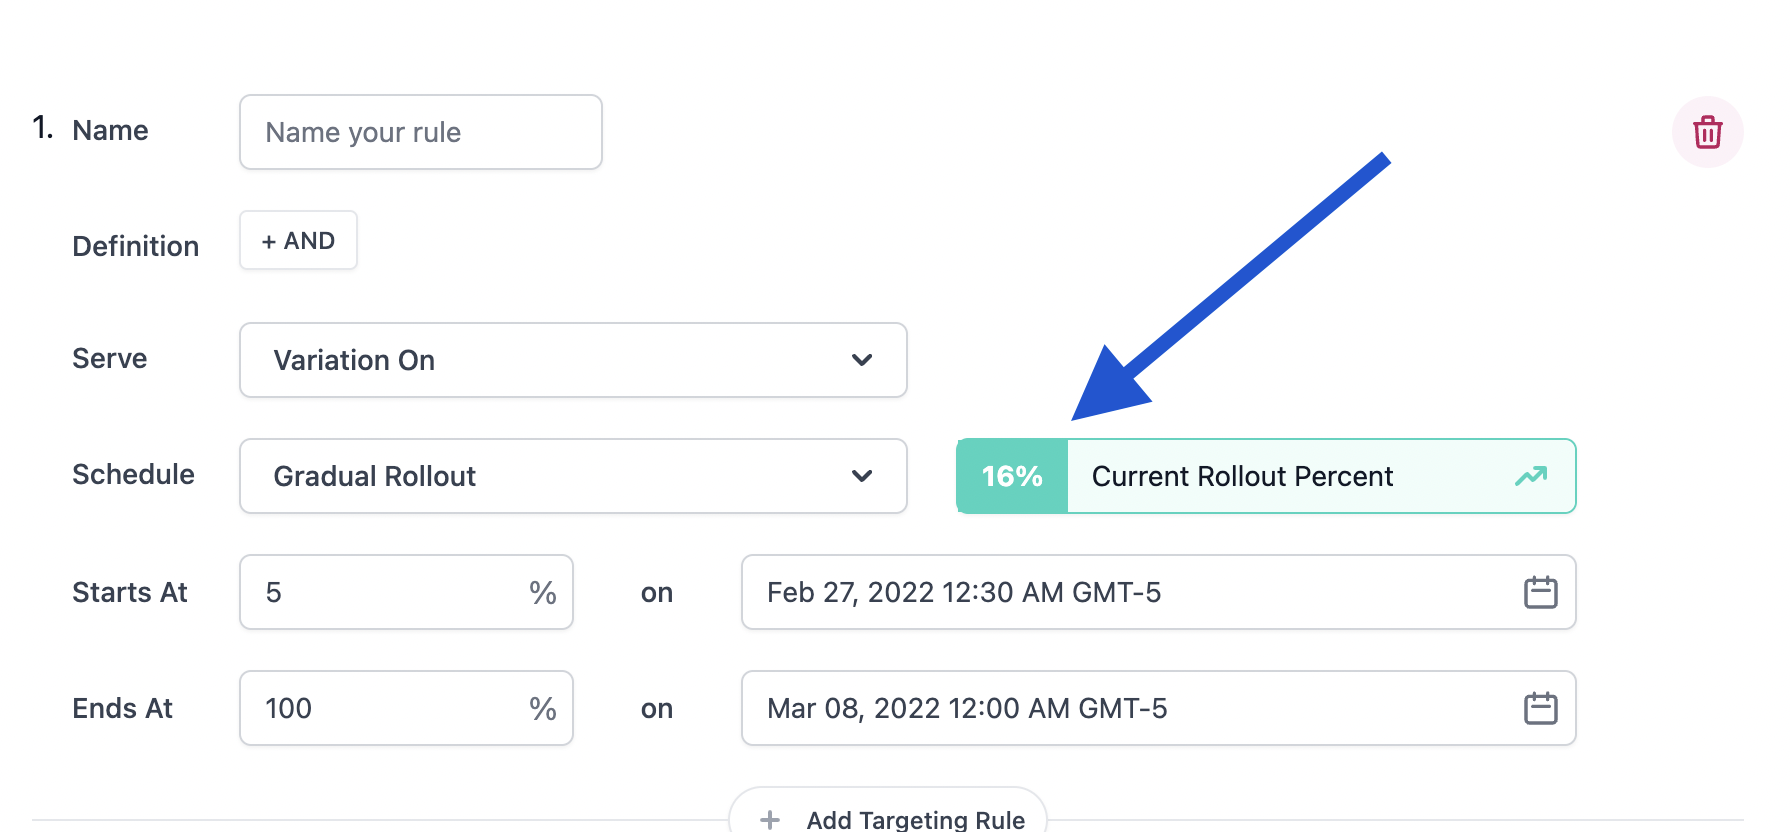 1. Name Name your rule
Definition + AND
Serve Variation On
Schedule Gradual Rollout 16% Current Rollout Percent
Starts At 5 % on Feb 27, 2022 12:30 AM GMT-5
Ends At 100 % on Mar 08, 2022 12:00 AM GMT-5
+ Add Targeting Rule